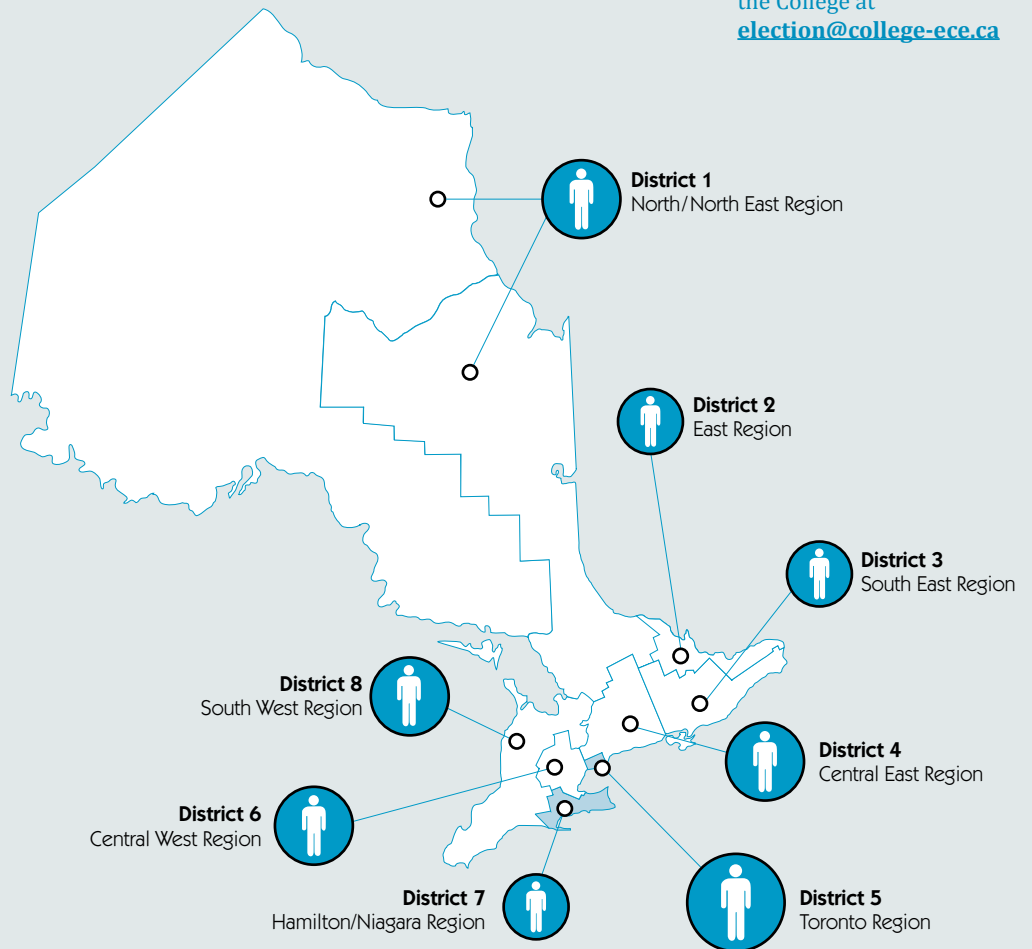 the College at
election@college-ece.ca
District 1
North/North East Region
District 2
East Region
District 3
South East Region
District 8
South West Region
District 4
Central East Region
District 6
Central West Region
District 7
Hamilton/Niagara Region
District 5
Toronto Region